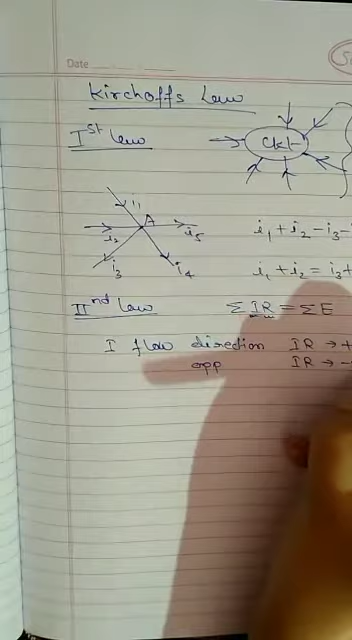 Date
Kirchoffs Law
Ist law
Ckt
i1
A
i2
i5
i3
i4
i1 + i2 - i3 -
i1 + i2 = i3 +
IInd law
Σ IR = ΣE
I flow direction IR → +
opp IR → -